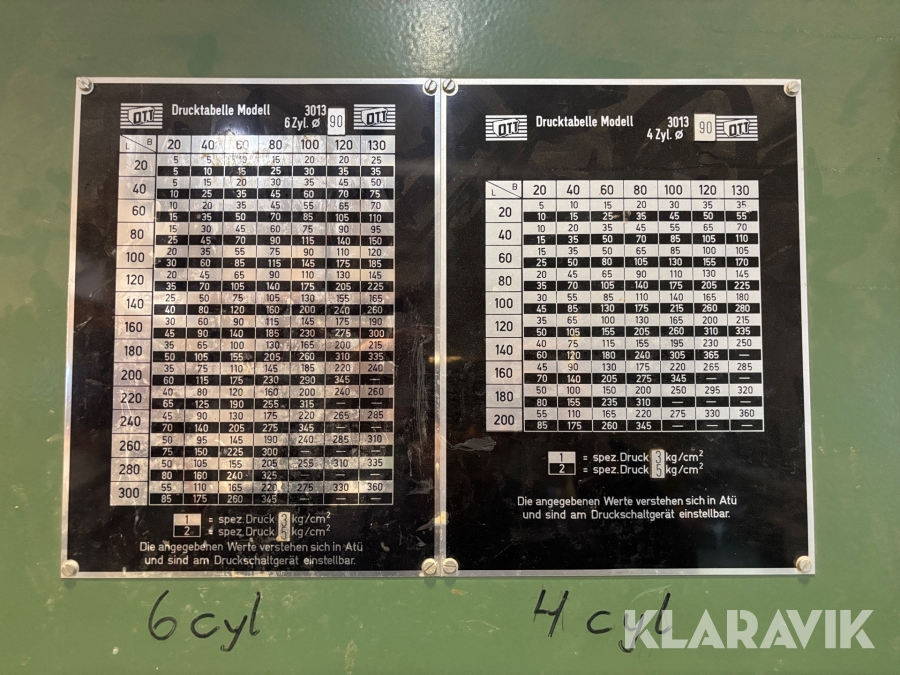 OTT Drucktabelle Modell 3013 OTT
6 Zyl. ø 90
L B 20 40 60 80 100 120 130
20 5 5 10 15 20 20 25
5 10 15 25 30 35 35
40 5 15 20 30 35 45 50
10 25 35 45 60 70 75
60 10 20 35 45 55 65 70
15 35 50 70 85 105 110
80 15 30 45 60 75 90 95
25 45 70 90 115 140 150
100 20 35 55 75 90 110 120
30 60 85 115 145 175 185
120 20 45 65 90 110 130 145
35 70 105 140 175 205 225
140 25 50 75 105 130 155 165
40 80 120 160 200 240 260
160 30 60 90 115 145 175 190
45 90 140 185 230 275 300
180 35 65 100 130 165 200 215
50 105 155 205 260 310 335
200 35 75 110 145 185 220 240
60 115 175 230 290 345 —
220 40 80 120 160 200 240 260
65 125 190 255 315 — —
240 45 90 130 175 220 265 285
70 140 205 275 345 — —
260 50 95 145 190 240 285 310
75 150 225 300 — — —
280 50 105 155 205 255 310 335
80 160 240 325 — — —
300 55 110 165 220 275 330 360
85 175 260 345 — — —
1 = spez. Druck 3 kg/cm²
2 = spez. Druck 5 kg/cm²
Die angegebenen Werte verstehen sich in Atü
und sind am Druckschaltgerät einstellbar.
6 cyl
OTT Drucktabelle Modell 3013 OTT
4 Zyl. ø 90
L B 20 40 60 80 100 120 130
20 5 10 15 20 30 35 35
10 15 25 35 45 50 55
40 10 20 35 45 55 65 70
15 35 50 70 85 105 110
60 15 35 50 65 85 100 105
25 50 80 105 130 155 170
80 20 45 65 90 110 130 145
35 70 105 140 175 205 225
100 30 55 85 110 140 165 180
45 85 130 175 215 260 280
120 35 65 100 130 165 200 215
50 105 155 205 260 310 335
140 40 75 115 155 195 230 250
60 120 180 240 305 365 —
160 45 90 130 175 220 265 285
70 140 205 275 345 — —
180 50 100 150 200 250 295 320
80 155 235 310 — — —
200 55 110 165 220 275 330 360
85 175 260 345 — — —
1 = spez. Druck 3 kg/cm²
2 = spez. Druck 5 kg/cm²
Die angegebenen Werte verstehen sich in Atü
und sind am Druckschaltgerät einstellbar.
4 cyl
KLARAVIK